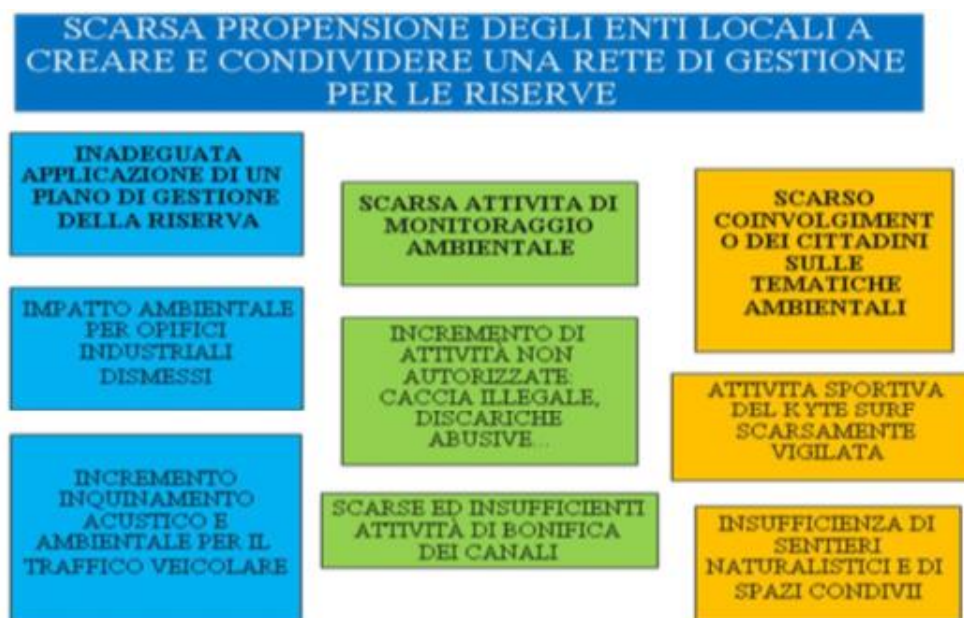 SCARSA PROPENSIONE DEGLI ENTI LOCALI A
CREARE E CONDIVIDERE UNA RETE DI GESTIONE
PER LE RISERVE
INADEGUATA
APPLICAZIONE DI UN
PIANO DI GESTIONE
DELLA RISERVA
IMPATTO AMBIENTALE
PER OPIFICI
INDUSTRIALI
DISMESSI
INCREMENTO
INQUINAMENTO
ACUSTICO E
AMBIENTALE PER IL
TRAFFICO VEICOLARE
SCARSA ATTIVITA DI
MONITORAGGIO
AMBIENTALE
INCREMENTO DI
ATTIVITÀ NON
AUTORIZZATE:
CACCIA ILLEGALE,
DISCARICHE
ABUSIVE...
SCARSE ED INSUFFICIENTI
ATTIVITÀ DI BONIFICA
DEI CANALI
SCARSO
COINVOLGIMENT
O DEI CITTADINI
SULLE
TEMATICHE
AMBIENTALI
ATTIVITA SPORTIVA
DEL KYTE SURF
SCARSAMENTE
VIGILATA
INSUFFICIENZA DI
SENTIERI
NATURALISTICI E DI
SPAZI CONDIVII